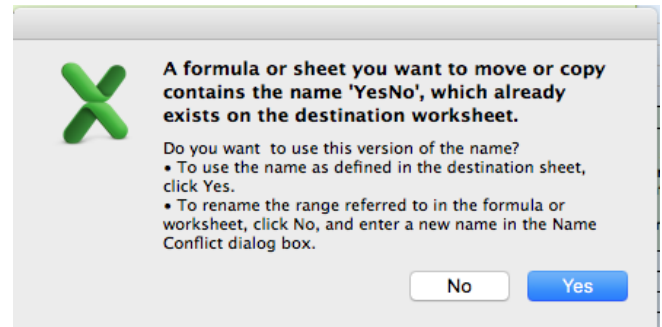 A formula or sheet you want to move or copy
contains the name 'YesNo', which already
exists on the destination worksheet.
Do you want  to use this version of the name?
• To use the name as defined in the destination sheet,
click Yes.
• To rename the range referred to in the formula or
worksheet, click No, and enter a new name in the Name
Conflict dialog box.
No
Yes